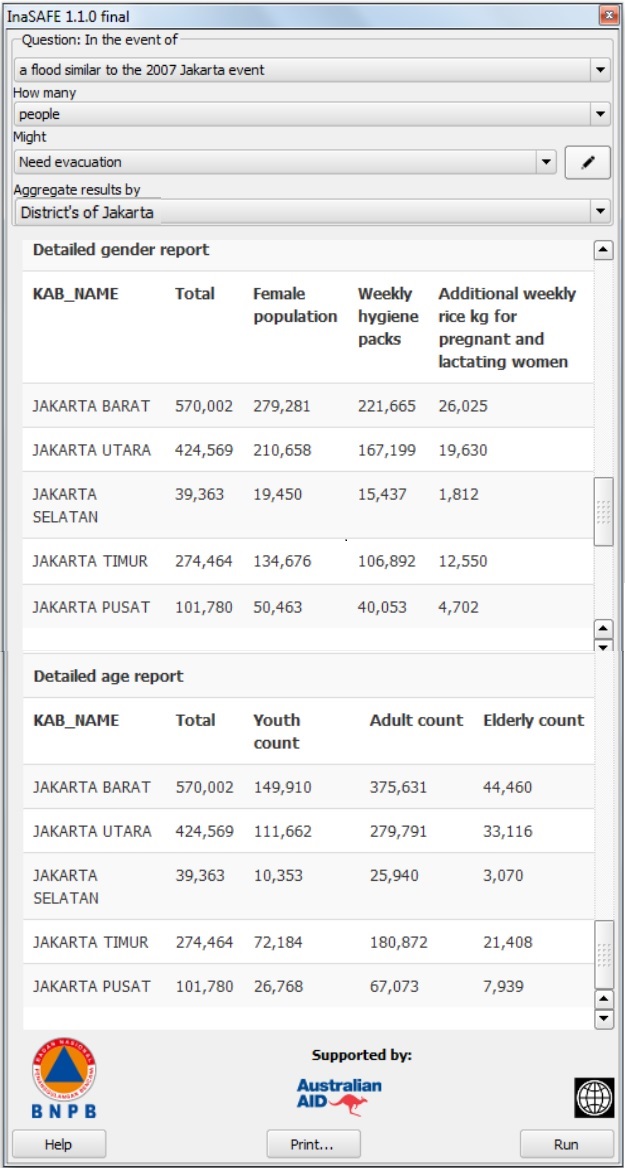 InaSAFE 1.1.0 final
Question: In the event of
a flood similar to the 2007 Jakarta event
How many
people
Might
Need evacuation
Aggregate results by
District's of Jakarta
Detailed gender report
KAB_NAME Total Female population Weekly hygiene packs Additional weekly rice kg for pregnant and lactating women
JAKARTA BARAT 570,002 279,281 221,665 26,025
JAKARTA UTARA 424,569 210,658 167,199 19,630
JAKARTA SELATAN 39,363 19,450 15,437 1,812
JAKARTA TIMUR 274,464 134,676 106,892 12,550
JAKARTA PUSAT 101,780 50,463 40,053 4,702
Detailed age report
KAB_NAME Total Youth count Adult count Elderly count
JAKARTA BARAT 570,002 149,910 375,631 44,460
JAKARTA UTARA 424,569 111,662 279,791 33,116
JAKARTA SELATAN 39,363 10,353 25,940 3,070
JAKARTA TIMUR 274,464 72,184 180,872 21,408
JAKARTA PUSAT 101,780 26,768 67,073 7,939
BADAN NASIONAL
BNPB
Supported by:
Australian
AID
Help Print... Run